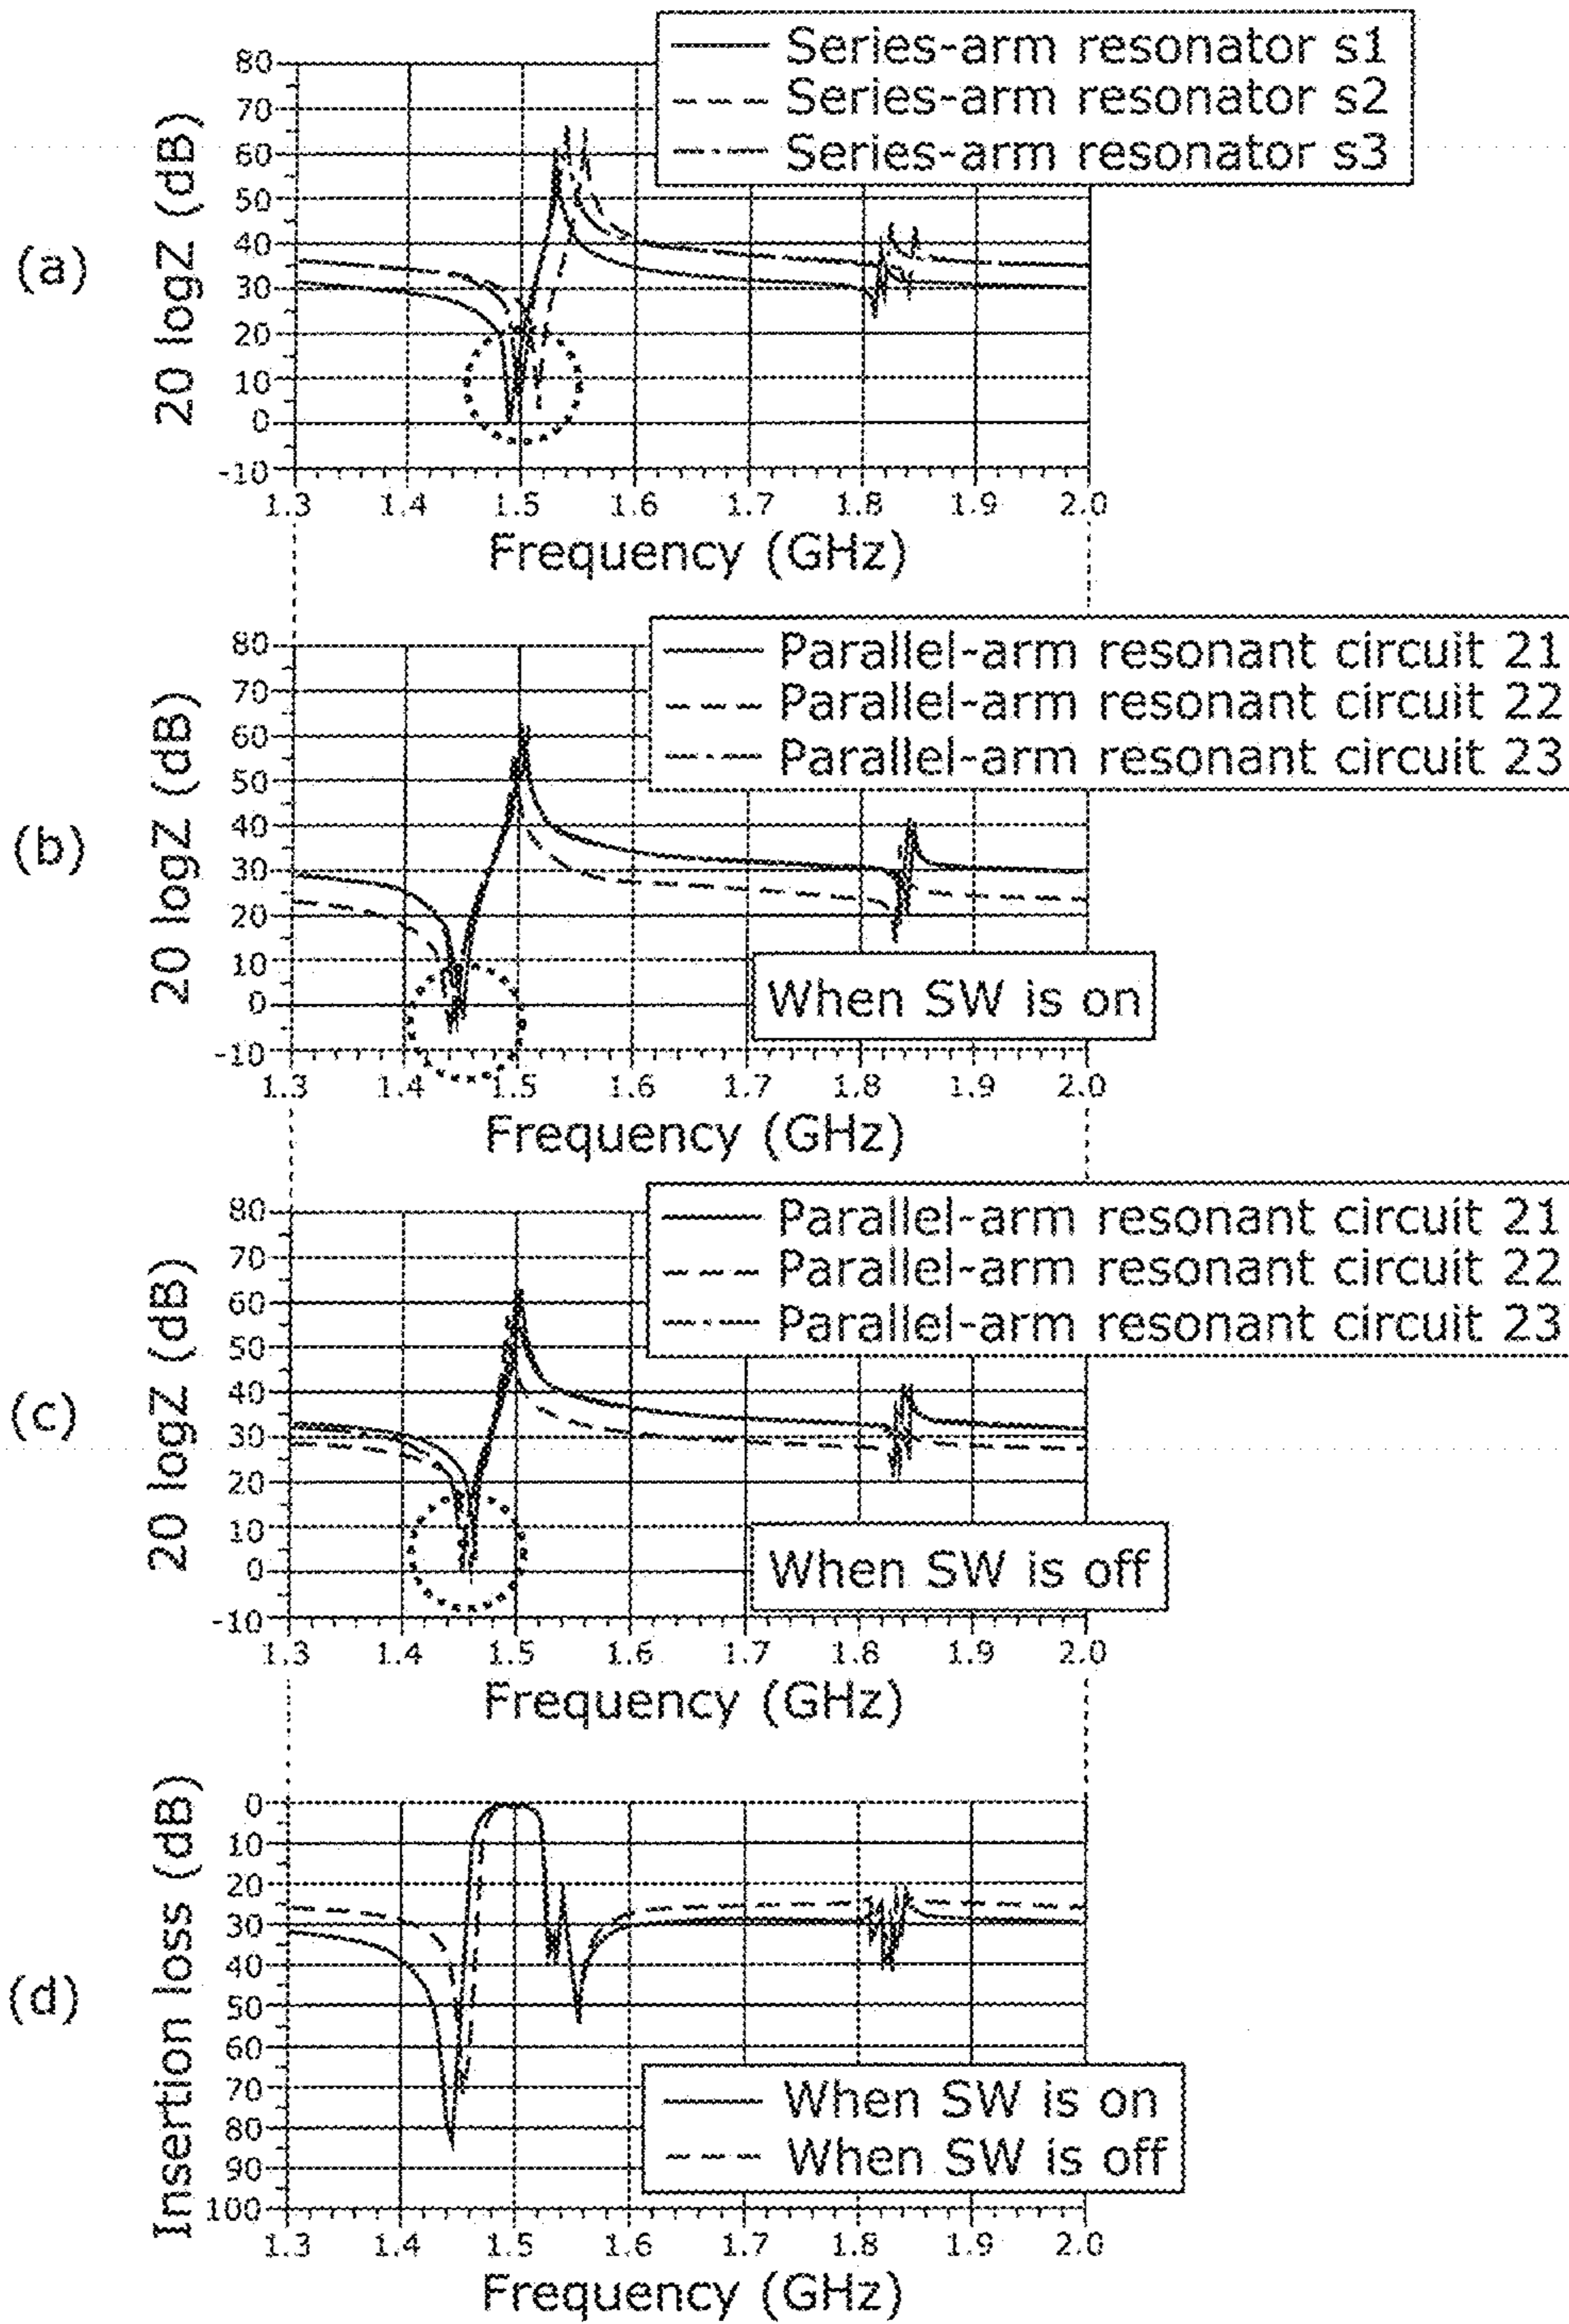 Series-arm resonator s1
Series-arm resonator s2
Series-arm resonator s3
(a)
20 logZ (dB)
80
70
60
50
40
30
20
10
0
-10
1.3 1.4 1.5 1.6 1.7 1.8 1.9 2.0
Frequency (GHz)
Parallel-arm resonant circuit 21
Parallel-arm resonant circuit 22
Parallel-arm resonant circuit 23
(b)
20 logZ (dB)
80
70
60
50
40
30
20
10
0
-10
When SW is on
1.3 1.4 1.5 1.6 1.7 1.8 1.9 2.0
Frequency (GHz)
Parallel-arm resonant circuit 21
Parallel-arm resonant circuit 22
Parallel-arm resonant circuit 23
(c)
20 logZ (dB)
80
70
60
50
40
30
20
10
0
-10
When SW is off
1.3 1.4 1.5 1.6 1.7 1.8 1.9 2.0
Frequency (GHz)
(d)
Insertion loss (dB)
0
10
20
30
40
50
60
70
80
90
100
When SW is on
When SW is off
1.3 1.4 1.5 1.6 1.7 1.8 1.9 2.0
Frequency (GHz)